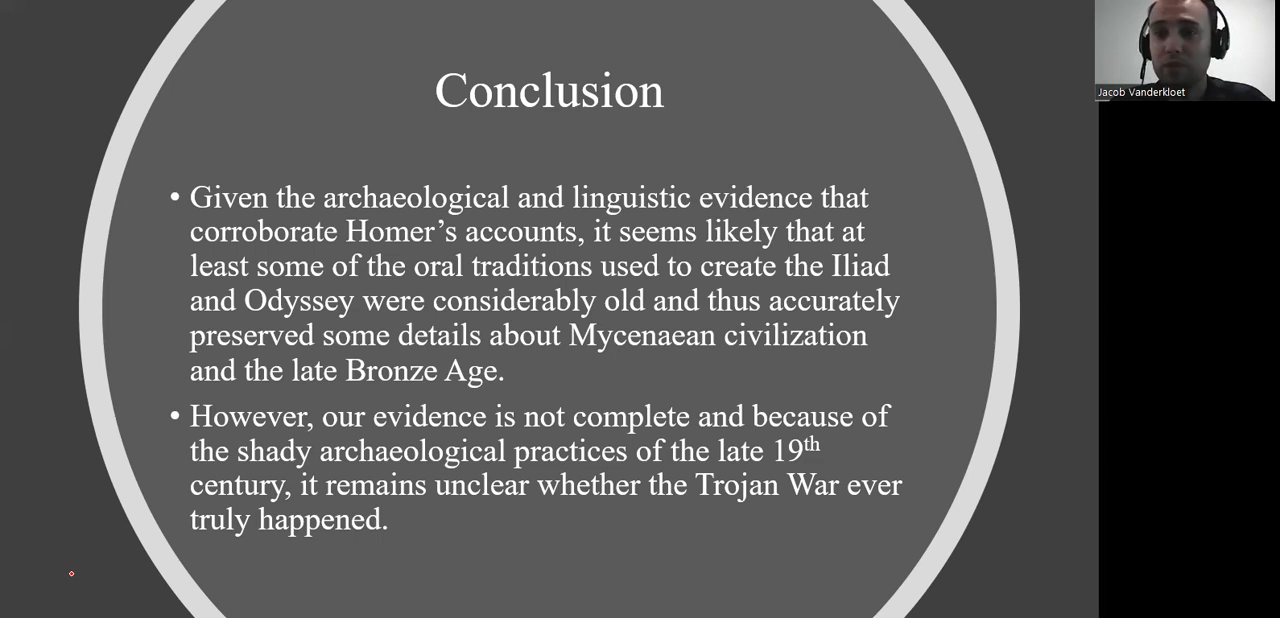 Conclusion
• Given the archaeological and linguistic evidence that
corroborate Homer’s accounts, it seems likely that at
least some of the oral traditions used to create the Iliad
and Odyssey were considerably old and thus accurately
preserved some details about Mycenaean civilization
and the late Bronze Age.
• However, our evidence is not complete and because of
the shady archaeological practices of the late 19th
century, it remains unclear whether the Trojan War ever
truly happened.
Jacob Vanderkloet